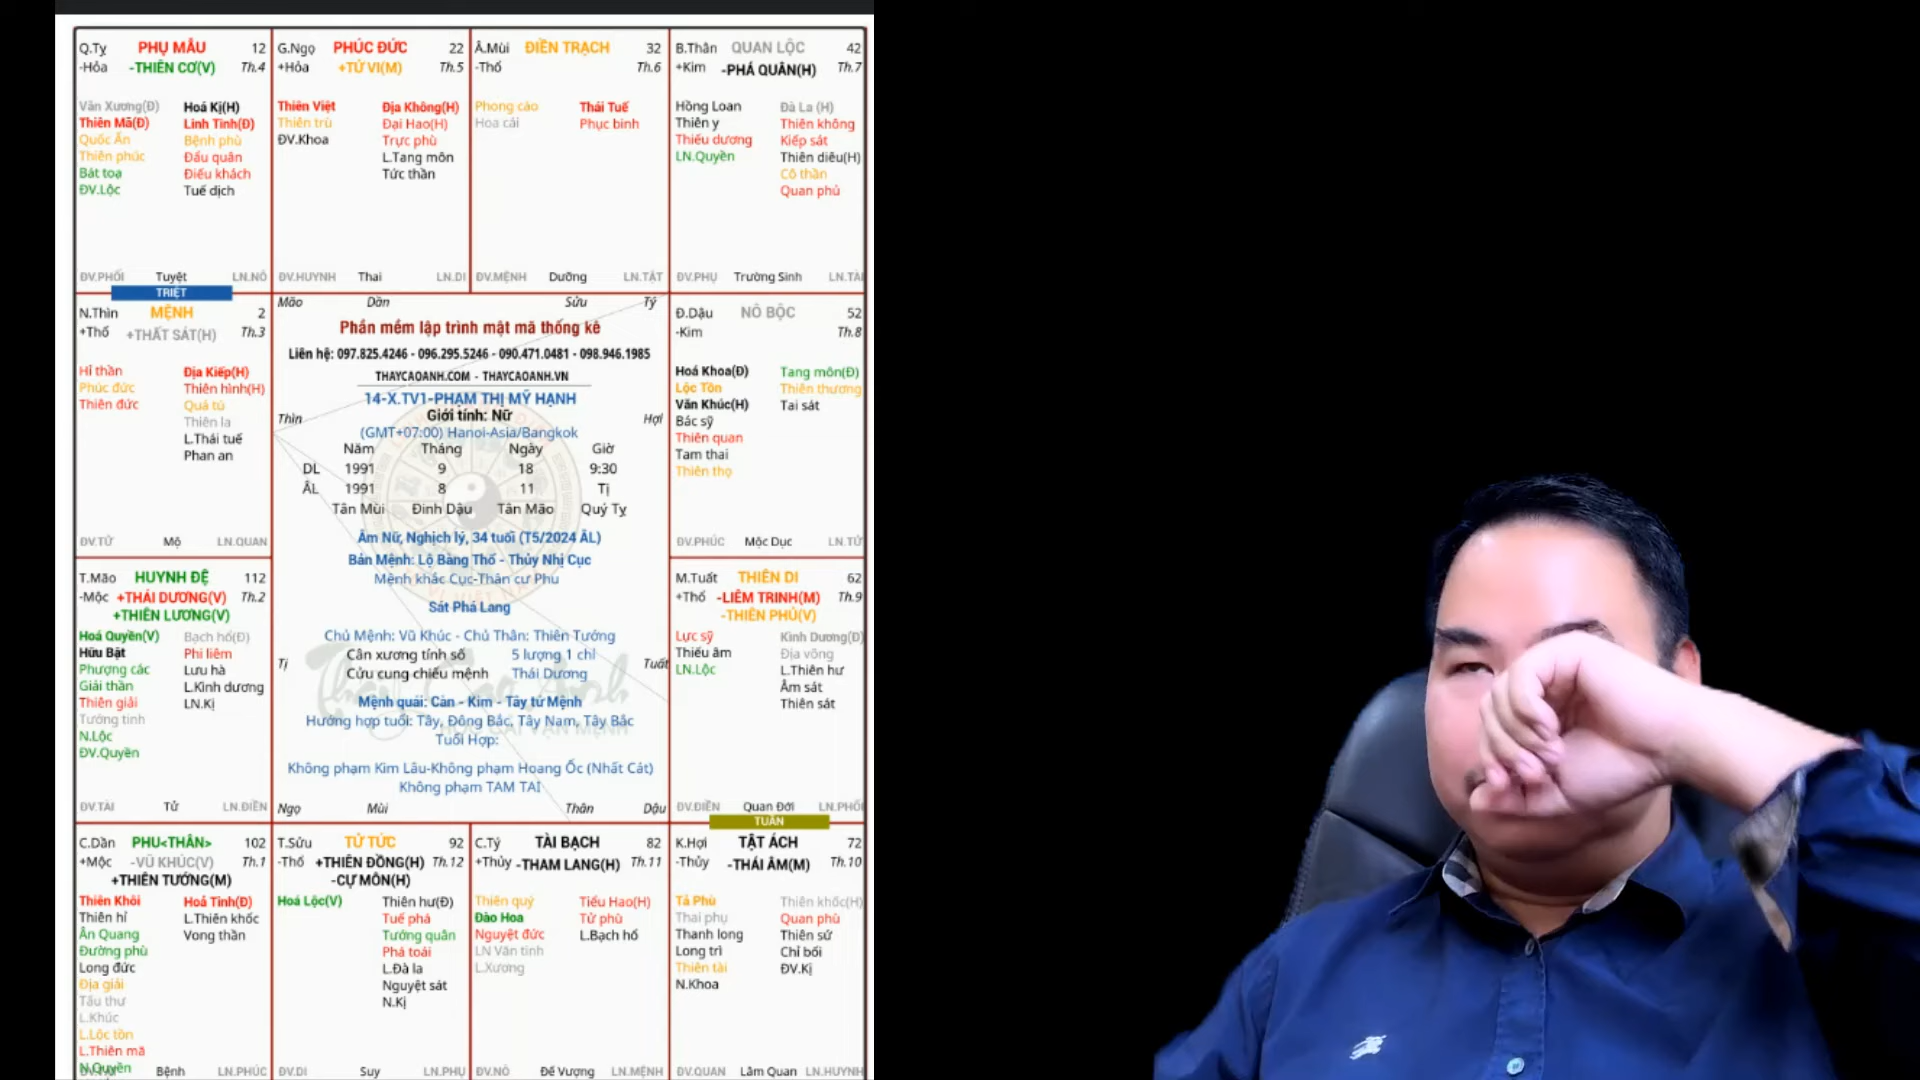 Q.Tỵ PHỤ MẪU 12
-Hỏa -THIÊN CƠ(V) Th.4
Văn Xương(Đ) Hoá Kị(H)
Thiên Mã(Đ) Linh Tinh(Đ)
Quốc Ấn Bệnh phù
Thiên phúc Đẩu quân
Bát toạ Điếu khách
ĐV.Lộc Tuế dịch
ĐV.PHỐI Tuyệt LN.NÔ
G.Ngọ PHÚC ĐỨC 22
+Hỏa +TỬ VI(M) Th.5
Thiên Việt Địa Không(H)
Thiên trù Đại Hao(H)
ĐV.Khoa Trực phù
L.Tang môn
Tức thần
ĐV.HUYNH Thai LN.DI
Â.Mùi ĐIỀN TRẠCH 32
-Thổ Th.6
Phong cáo Thái Tuế
Hoa cái Phục binh
ĐV.MỆNH Dưỡng LN.TẬT
B.Thân QUAN LỘC 42
+Kim -PHÁ QUÂN(H) Th.7
Hồng Loan Đà La (H)
Thiên y Thiên không
Thiếu dương Kiếp sát
LN.Quyền Thiên diêu(H)
Cô thần
Quan phủ
ĐV.PHỤ Trường Sinh LN.TÀI
TRIỆT
N.Thìn MỆNH 2
+Thổ +THẤT SÁT(H) Th.3
Hỉ thần Địa Kiếp(H)
Phúc đức Thiên hình(H)
Thiên đức Quả tú
Thiên la
L.Thái tuế
Phan an
ĐV.TỬ Mộ LN.QUAN
Mão Dần Sửu Tý
Phần mềm lập trình mật mã thống kê
Liên hệ: 097.825.4246 - 096.295.5246 - 090.471.0481 - 098.946.1985
THAYCAOANH.COM - THAYCAOANH.VN
14-X.TV1-PHẠM THỊ MỸ HẠNH
Giới tính: Nữ
Thìn Hợi
(GMT+07:00) Hanoi-Asia/Bangkok
Năm Tháng Ngày Giờ
DL 1991 9 18 9:30
ÂL 1991 8 11 Tị
Tân Mùi Đinh Dậu Tân Mão Quý Tỵ
Âm Nữ, Nghịch lý, 34 tuổi (T5/2024 ÂL)
Bản Mệnh: Lộ Bàng Thổ - Thủy Nhị Cục
Mệnh khắc Cục-Thân cư Phu
Sát Phá Lang
Chủ Mệnh: Vũ Khúc - Chủ Thân: Thiên Tướng
Cân xương tính số 5 lượng 1 chỉ
Tị Tuất
Cửu cung chiếu mệnh Thái Dương
Mệnh quái: Càn - Kim - Tây tứ Mệnh
Hướng hợp tuổi: Tây, Đông Bắc, Tây Nam, Tây Bắc
Tuổi Hợp:
Không phạm Kim Lâu-Không phạm Hoang Ốc (Nhất Cát)
Không phạm TAM TAI
Ngọ Mùi Thân Dậu
Thầy Cao Anh
Đ.Dậu NÔ BỘC 52
-Kim Th.8
Hoá Khoa(Đ) Tang môn(Đ)
Lộc Tồn Thiên thương
Văn Khúc(H) Tai sát
Bác sỹ
Thiên quan
Tam thai
Thiên thọ
ĐV.PHÚC Mộc Dục LN.TỬ
T.Mão HUYNH ĐỆ 112
-Mộc +THÁI DƯƠNG(V) Th.2
+THIÊN LƯƠNG(V)
Hoá Quyền(V) Bạch hổ(Đ)
Hữu Bật Phi liêm
Phượng các Lưu hà
Giải thần L.Kình dương
Thiên giải LN.Kị
Tướng tinh
N.Lộc
ĐV.Quyền
ĐV.TÀI Tử LN.ĐIỀN
M.Tuất THIÊN DI 62
+Thổ -LIÊM TRINH(M) Th.9
-THIÊN PHỦ(V)
Lực sỹ Kình Dương(Đ)
Thiếu âm Địa võng
LN.Lộc L.Thiên hư
Âm sát
Thiên sát
ĐV.ĐIỀN Quan Đới LN.PHỐI
TUẦN
C.Dần PHU<THÂN> 102
+Mộc -VŨ KHÚC(V) Th.1
+THIÊN TƯỚNG(M)
Thiên Khôi Hoả Tinh(Đ)
Thiên hỉ L.Thiên khốc
Ân Quang Vong thần
Đường phù
Long đức
Địa giải
Tấu thư
L.Khúc
L.Lộc tồn
L.Thiên mã
N.Quyền
Bệnh LN.PHÚC
T.Sửu TỬ TỨC 92
-Thổ +THIÊN ĐỒNG(H) Th.12
-CỰ MÔN(H)
Hoá Lộc(V) Thiên hư(Đ)
Tuế phá
Tướng quân
Phá toái
L.Đà la
Nguyệt sát
N.Kị
ĐV.DI Suy LN.PHỤ
C.Tý TÀI BẠCH 82
+Thủy -THAM LANG(H) Th.11
Thiên quý Tiểu Hao(H)
Đào Hoa Tử phù
Nguyệt đức L.Bạch hổ
LN Văn tinh
L.Xương
ĐV.NÔ Đế Vượng LN.MỆNH
K.Hợi TẬT ÁCH 72
-Thủy -THÁI ÂM(M) Th.10
Tả Phù Thiên khốc(H)
Thai phụ Quan phù
Thanh long Thiên sứ
Long trì Chỉ bối
Thiên tài ĐV.Kị
N.Khoa
ĐV.QUAN Lâm Quan LN.HUYNH